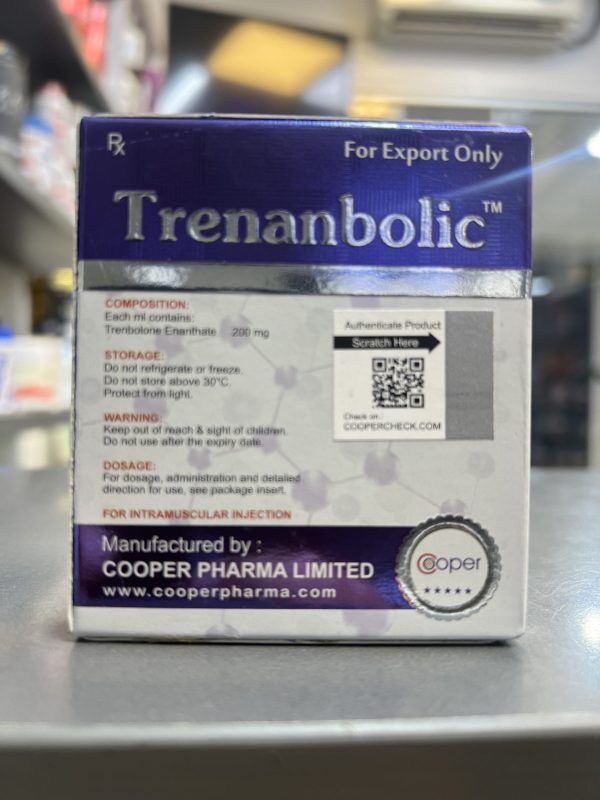 Rx
For Export Only
Trenanbolic™
COMPOSITION:
Each ml contains:
Trenbolone Enanthate 200 mg
STORAGE:
Do not refrigerate or freeze.
Do not store above 30°C.
Protect from light.
WARNING:
Keep out of reach & sight of children.
Do not use after the expiry date.
DOSAGE:
For dosage, administration and detailed
direction for use, see package insert.
FOR INTRAMUSCULAR INJECTION
Authenticate Product
Scratch Here
Check on :
COOPERCHECK.COM
Manufactured by :
COOPER PHARMA LIMITED
www.cooperpharma.com
Cooper